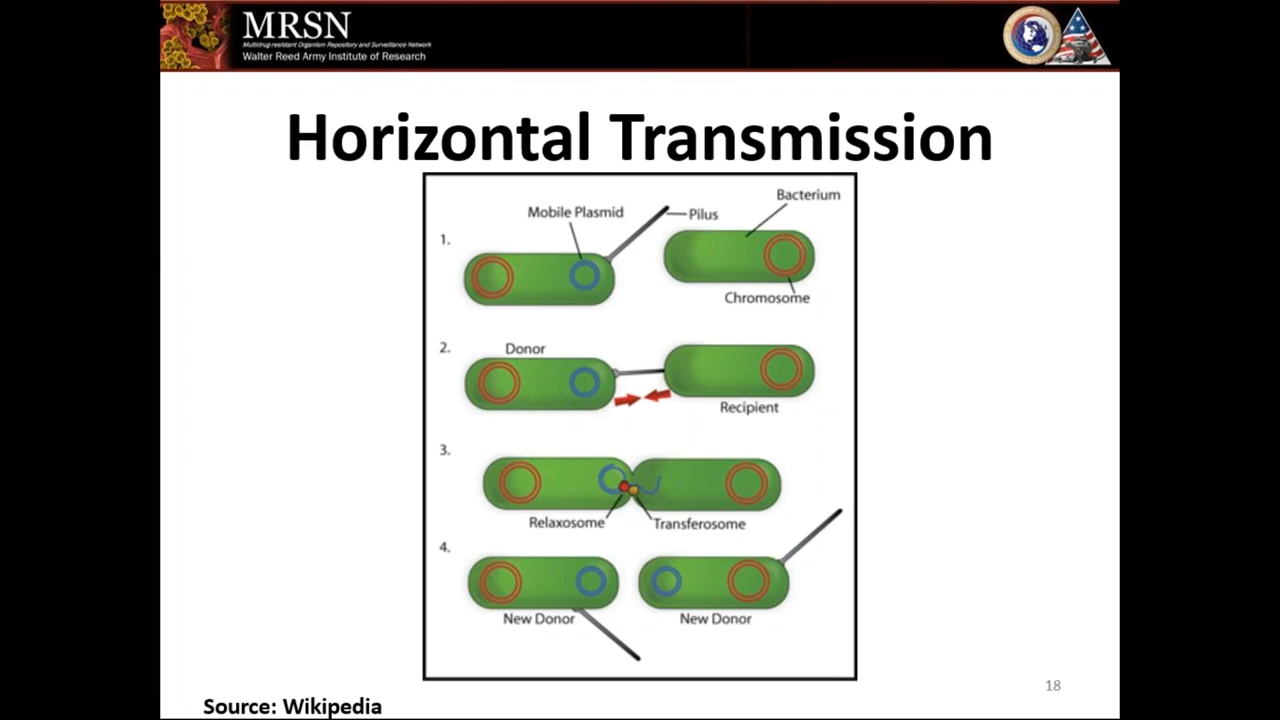 MRSN
Multidrug-resistant Organism Repository and Surveillance Network
Walter Reed Army Institute of Research
Horizontal Transmission
Bacterium
Mobile Plasmid
Pilus
1.
Chromosome
2.
Donor
Recipient
3.
Relaxosome
Transferosome
4.
New Donor
New Donor
18
Source: Wikipedia